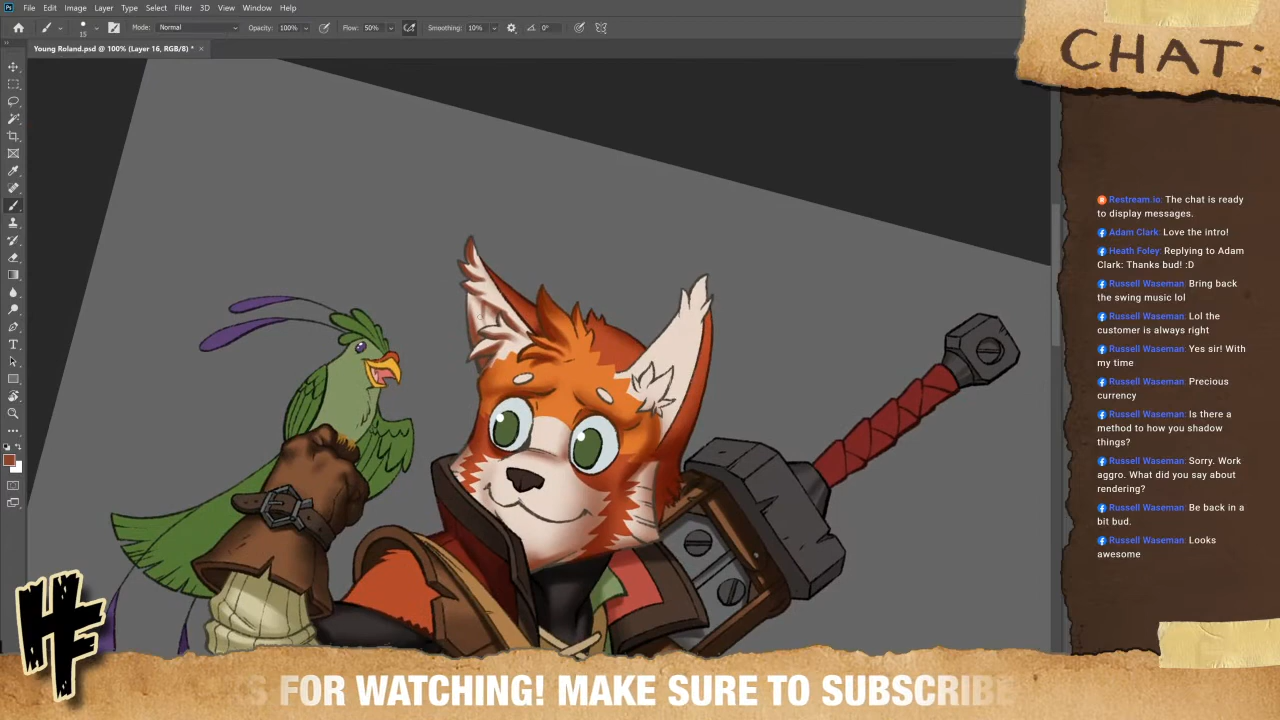 File Edit Image Layer Type Select Filter 3D View Window Help
15 Mode: Normal Opacity: 100% Flow: 50% Smoothing: 10% 0°
Young Roland.psd @ 100% (Layer 16, RGB/8) * ×
CHAT:
Restream.io: The chat is ready
to display messages.
Adam Clark: Love the intro!
Heath Foley: Replying to Adam
Clark: Thanks bud! :D
Russell Waseman: Bring back
the swing music lol
Russell Waseman: Lol the
customer is always right
Russell Waseman: Yes sir! With
my time
Russell Waseman: Precious
currency
Russell Waseman: Is there a
method to how you shadow
things?
Russell Waseman: Sorry. Work
aggro. What did you say about
rendering?
Russell Waseman: Be back in a
bit bud.
Russell Waseman: Looks
awesome
HF
S FOR WATCHING! MAKE SURE TO SUBSCRIBE